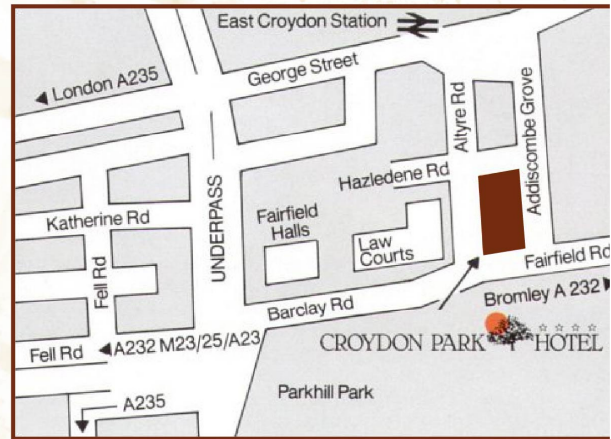 East Croydon Station
George Street
London A235
Altyre Rd
Addiscombe Grove
Hazledene Rd
Katherine Rd
UNDERPASS
Fairfield
Halls
Law
Courts
Fell Rd
Fairfield Rd
Barclay Rd
Bromley A 232
Fell Rd
A232 M23/25/A23
CROYDON PARK HOTEL
A235
Parkhill Park